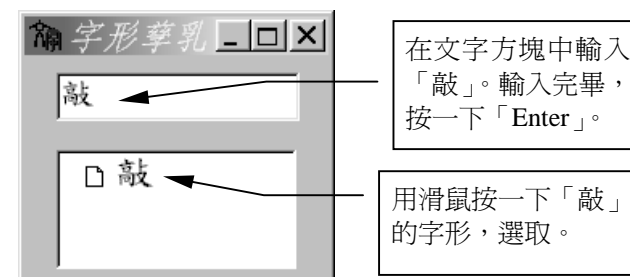 字形孳乳
敲
在文字方塊中輸入
「敲」。輸入完畢，
按一下「Enter」。
敲
用滑鼠按一下「敲」
的字形，選取。